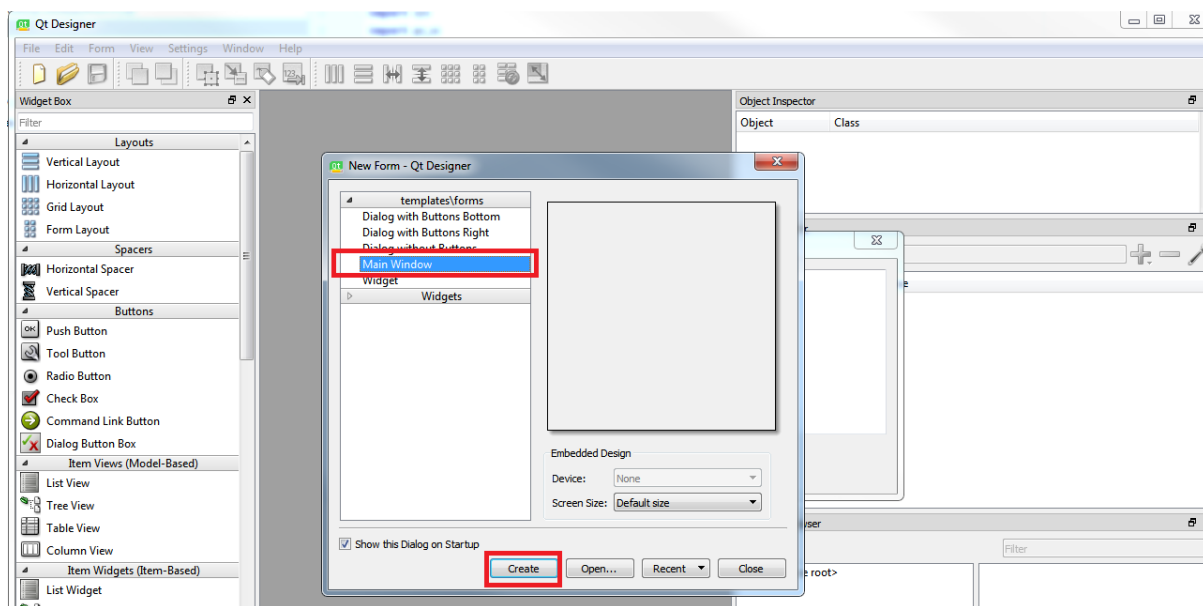 Qt Designer
File Edit Form View Settings Window Help
Widget Box
Filter
Layouts
Vertical Layout
Horizontal Layout
Grid Layout
Form Layout
Spacers
Horizontal Spacer
Vertical Spacer
Buttons
OK Push Button
Tool Button
Radio Button
Check Box
Command Link Button
Dialog Button Box
Item Views (Model-Based)
List View
Tree View
Table View
Column View
Item Widgets (Item-Based)
List Widget
New Form - Qt Designer
templates\forms
Dialog with Buttons Bottom
Dialog with Buttons Right
Dialog without Buttons
Main Window
Widget
Widgets
Embedded Design
Device: None
Screen Size: Default size
Show this Dialog on Startup
Create Open... Recent Close
Object Inspector
Object Class
Filter
root>